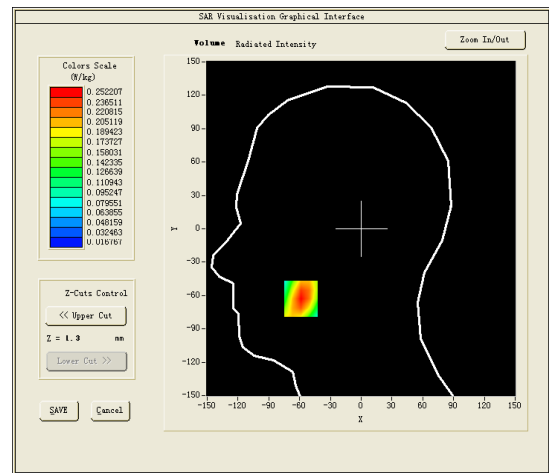 SAR Visualisation Graphical Interface
Volume Radiated Intensity
Zoom In/Out
Colors Scale
(W/kg)
0.252207
0.236511
0.220815
0.205119
0.189423
0.173727
0.158031
0.142335
0.126639
0.110943
0.095247
0.079551
0.063855
0.048159
0.032463
0.016767
Z-Cuts Control
<< Upper Cut
Z = 1.3 mm
Lower Cut >>
SAVE Cancel
150
120
90
60
30
0
-30
-60
-90
-120
-150
Y
-150 -120 -90 -60 -30 0 30 60 90 120 150
X